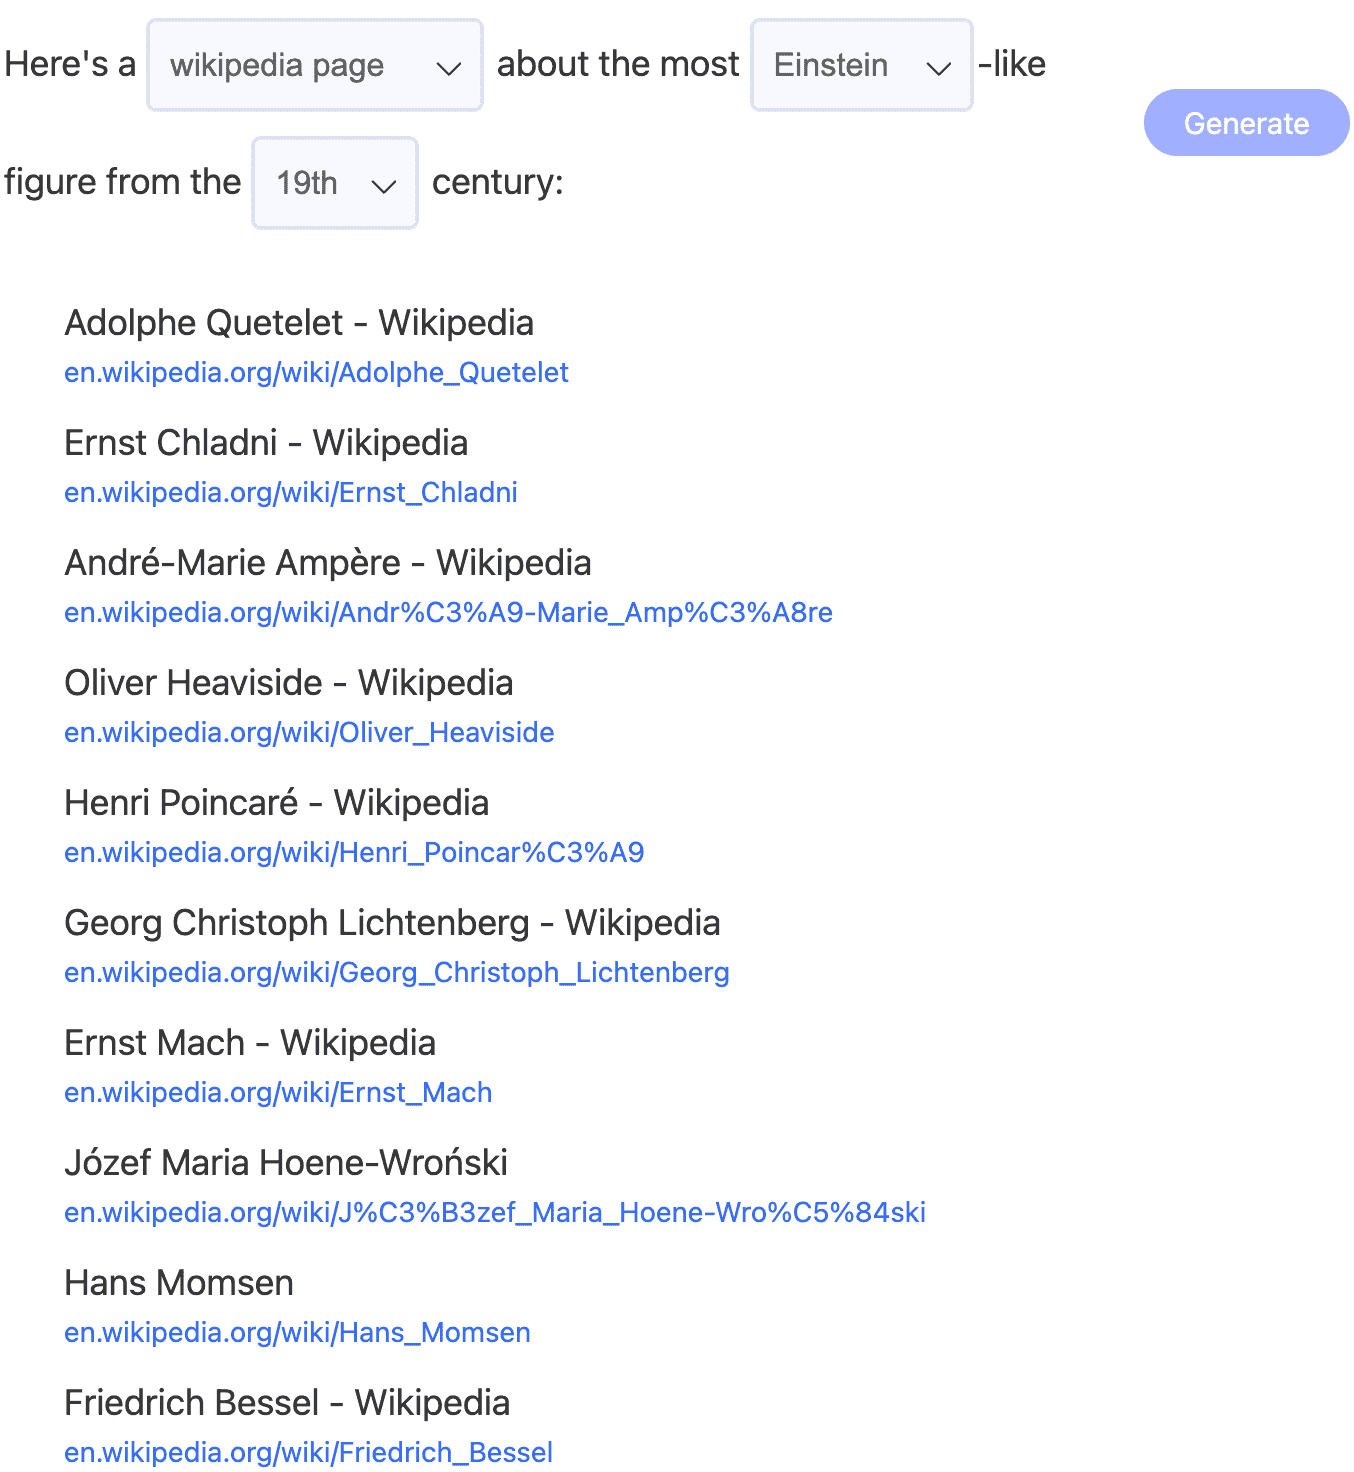 Here's a wikipedia page about the most Einstein -like
Generate
figure from the 19th century:
Adolphe Quetelet - Wikipedia
en.wikipedia.org/wiki/Adolphe_Quetelet
Ernst Chladni - Wikipedia
en.wikipedia.org/wiki/Ernst_Chladni
André-Marie Ampère - Wikipedia
en.wikipedia.org/wiki/Andr%C3%A9-Marie_Amp%C3%A8re
Oliver Heaviside - Wikipedia
en.wikipedia.org/wiki/Oliver_Heaviside
Henri Poincaré - Wikipedia
en.wikipedia.org/wiki/Henri_Poincar%C3%A9
Georg Christoph Lichtenberg - Wikipedia
en.wikipedia.org/wiki/Georg_Christoph_Lichtenberg
Ernst Mach - Wikipedia
en.wikipedia.org/wiki/Ernst_Mach
Józef Maria Hoene-Wroński
en.wikipedia.org/wiki/J%C3%B3zef_Maria_Hoene-Wro%C5%84ski
Hans Momsen
en.wikipedia.org/wiki/Hans_Momsen
Friedrich Bessel - Wikipedia
en.wikipedia.org/wiki/Friedrich_Bessel